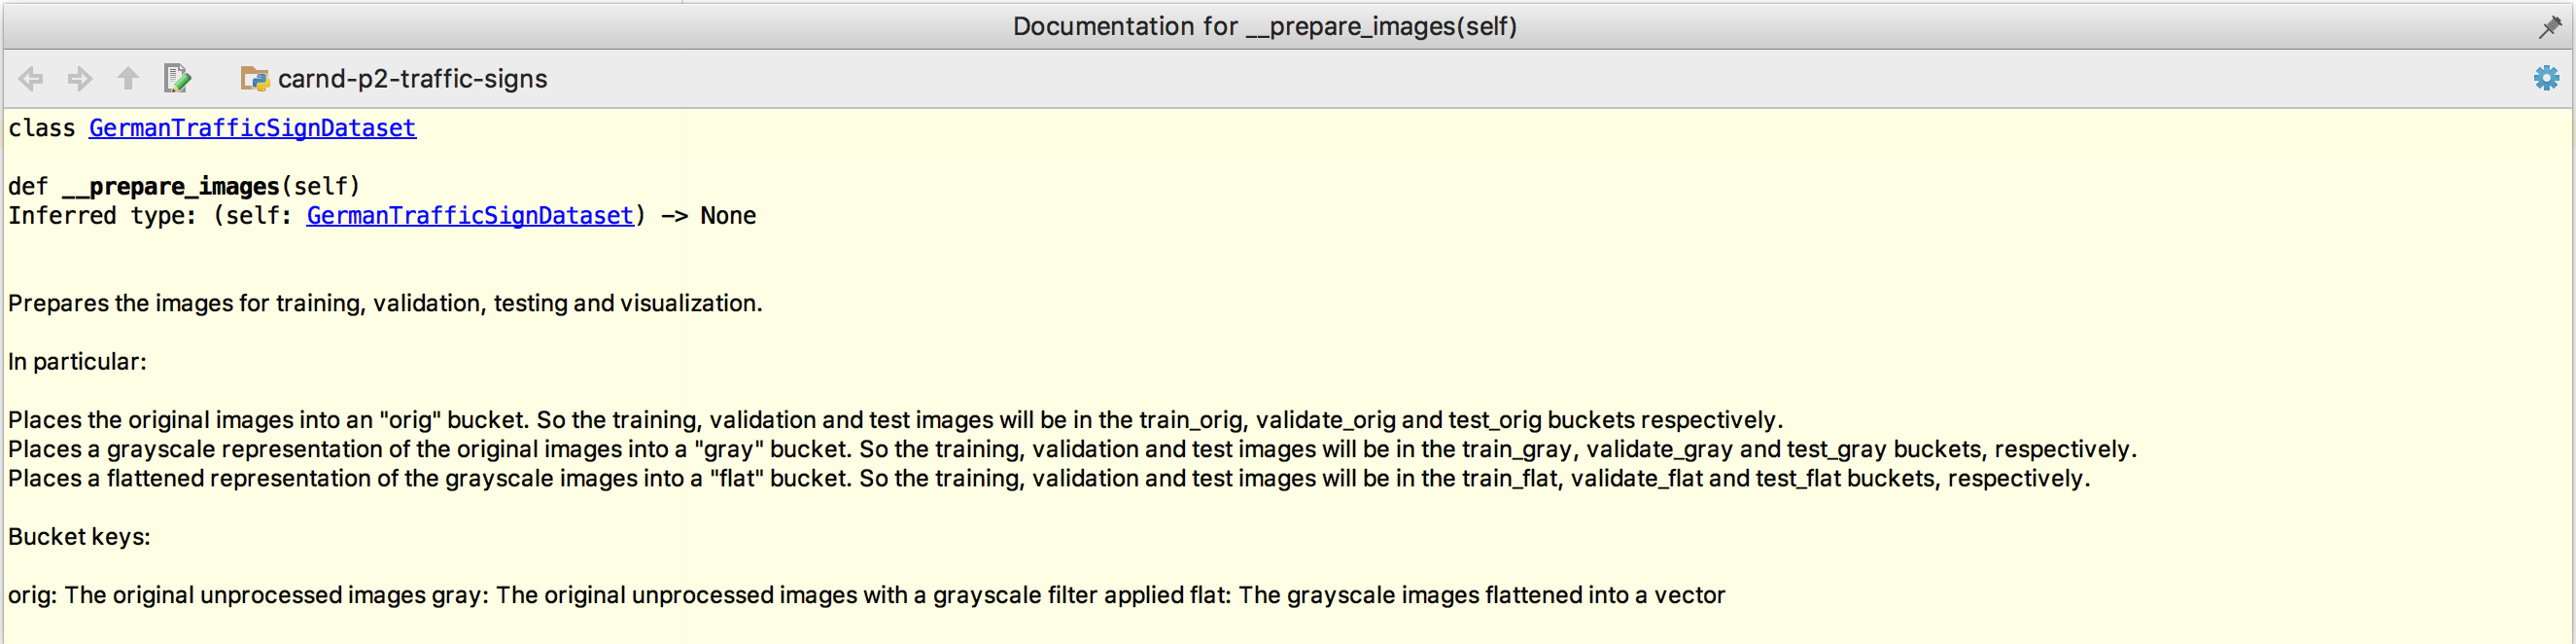 Documentation for __prepare_images(self)
carnd-p2-traffic-signs
class GermanTrafficSignDataset
def __prepare_images(self)
Inferred type: (self: GermanTrafficSignDataset) -> None
Prepares the images for training, validation, testing and visualization.
In particular:
Places the original images into an "orig" bucket. So the training, validation and test images will be in the train_orig, validate_orig and test_orig buckets respectively.
Places a grayscale representation of the original images into a "gray" bucket. So the training, validation and test images will be in the train_gray, validate_gray and test_gray buckets, respectively.
Places a flattened representation of the grayscale images into a "flat" bucket. So the training, validation and test images will be in the train_flat, validate_flat and test_flat buckets, respectively.
Bucket keys:
orig: The original unprocessed images gray: The original unprocessed images with a grayscale filter applied flat: The grayscale images flattened into a vector